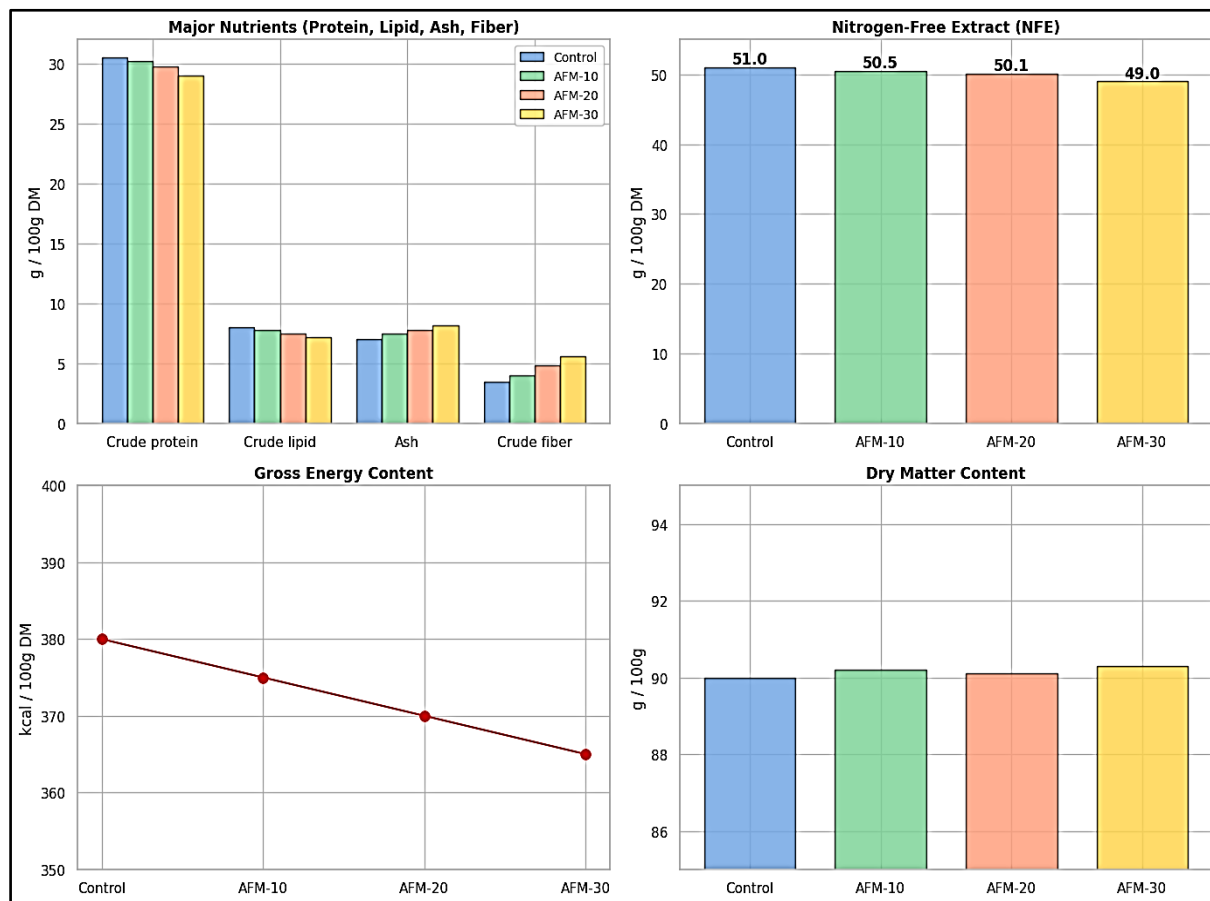 Major Nutrients (Protein, Lipid, Ash, Fiber)
g / 100g DM
30
25
20
15
10
5
0
Control
AFM-10
AFM-20
AFM-30
Crude protein
Crude lipid
Ash
Crude fiber
Nitrogen-Free Extract (NFE)
g / 100g DM
50
40
30
20
10
0
51.0
50.5
50.1
49.0
Control
AFM-10
AFM-20
AFM-30
Gross Energy Content
kcal / 100g DM
400
390
380
370
360
350
Control
AFM-10
AFM-20
AFM-30
Dry Matter Content
g / 100g
94
92
90
88
86
Control
AFM-10
AFM-20
AFM-30